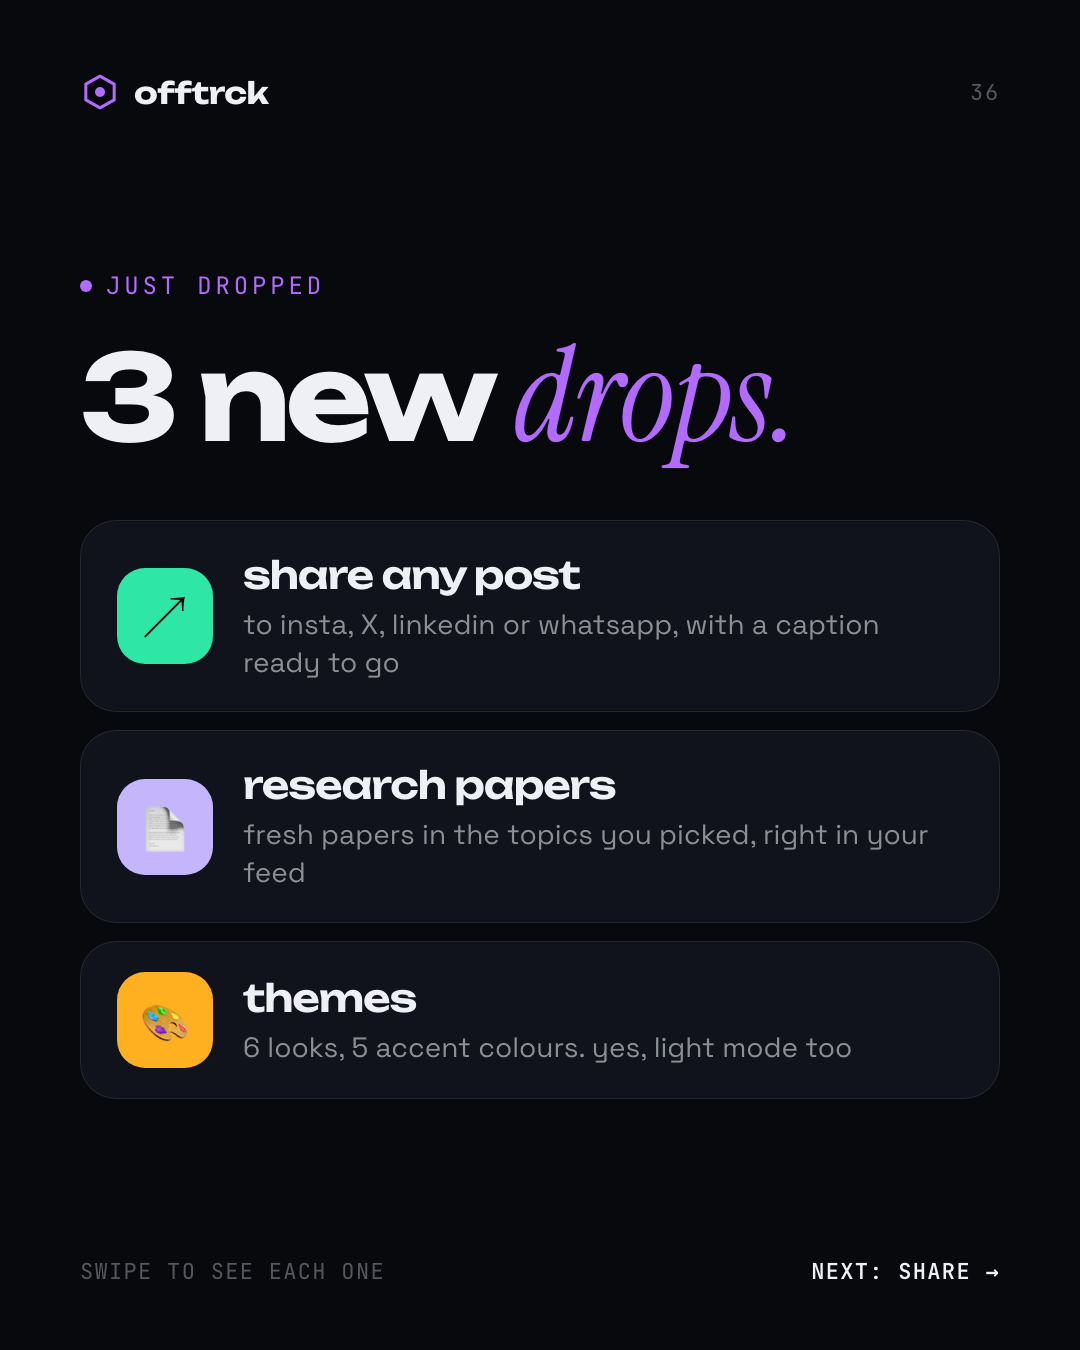 offtrck
36
JUST DROPPED
3 new drops.
share any post
to insta, X, linkedin or whatsapp, with a caption
ready to go
research papers
fresh papers in the topics you picked, right in your
feed
themes
6 looks, 5 accent colours. yes, light mode too
SWIPE TO SEE EACH ONE
NEXT: SHARE →